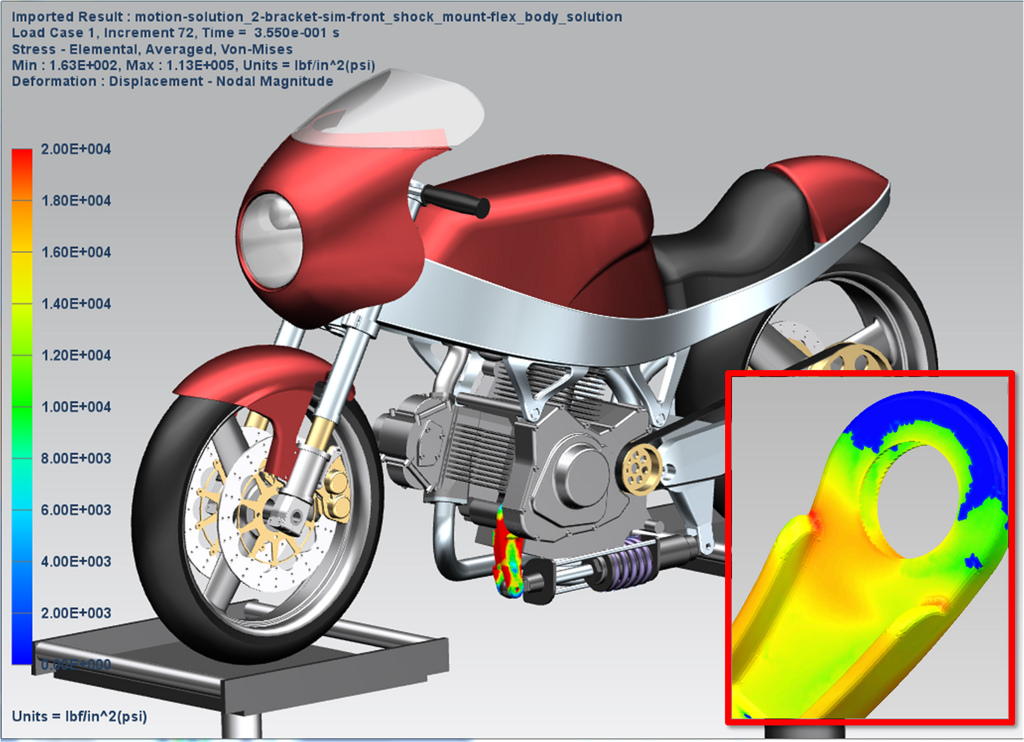 Imported Result : motion-solution_2-bracket-sim-front_shock_mount-flex_body_solution
Load Case 1, Increment 72, Time =  3.550e-001 s
Stress - Elemental, Averaged, Von-Mises
Min : 1.63E+002, Max : 1.13E+005, Units = lbf/in^2(psi)
Deformation : Displacement - Nodal Magnitude
2.00E+004
1.80E+004
1.60E+004
1.40E+004
1.20E+004
1.00E+004
8.00E+003
6.00E+003
4.00E+003
2.00E+003
0.00E+000
Units = lbf/in^2(psi)